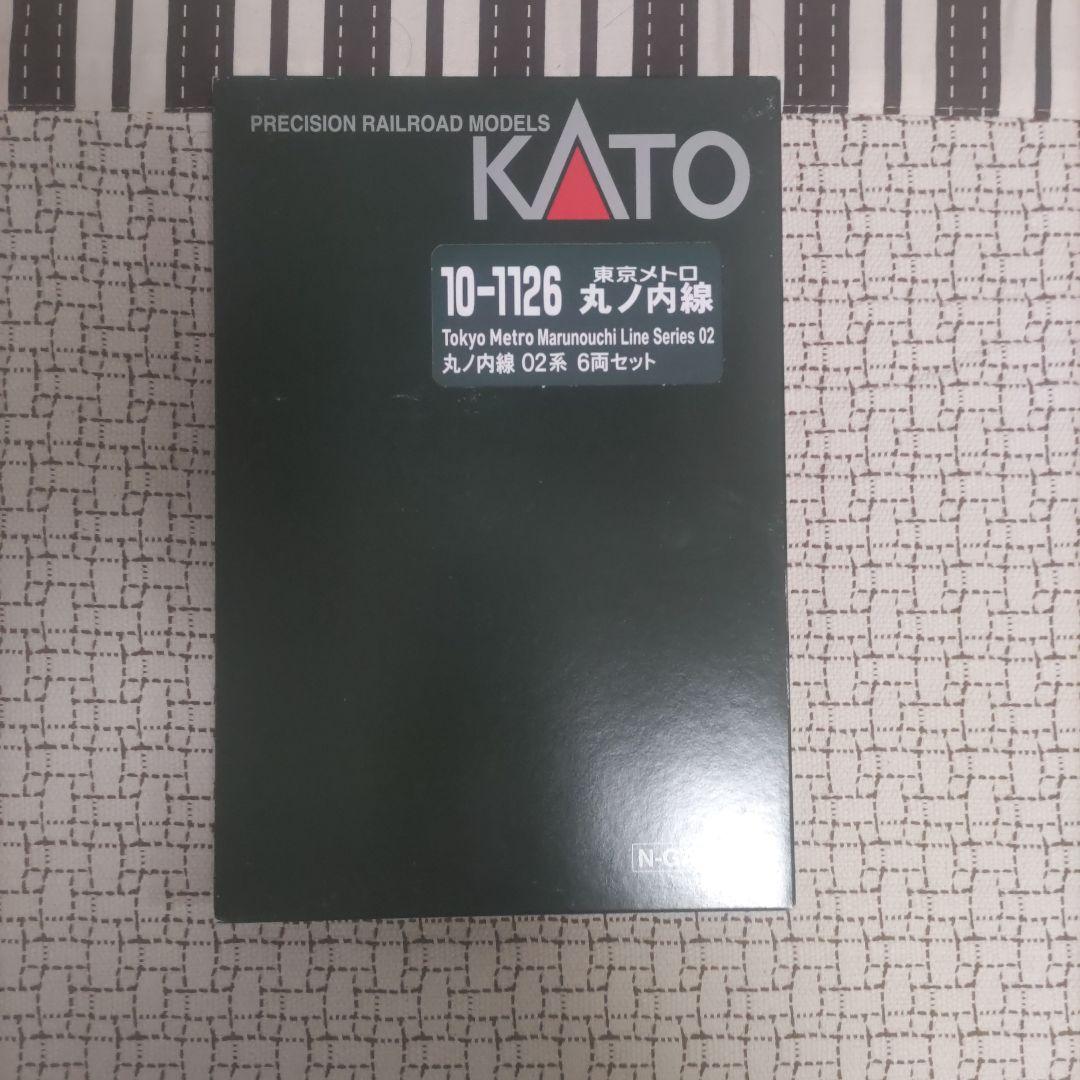 PRECISION RAILROAD MODELS
KATO
10-1126
東京メトロ
丸ノ内線
Tokyo Metro Marunouchi Line Series 02
丸ノ内線 02系 6両セット